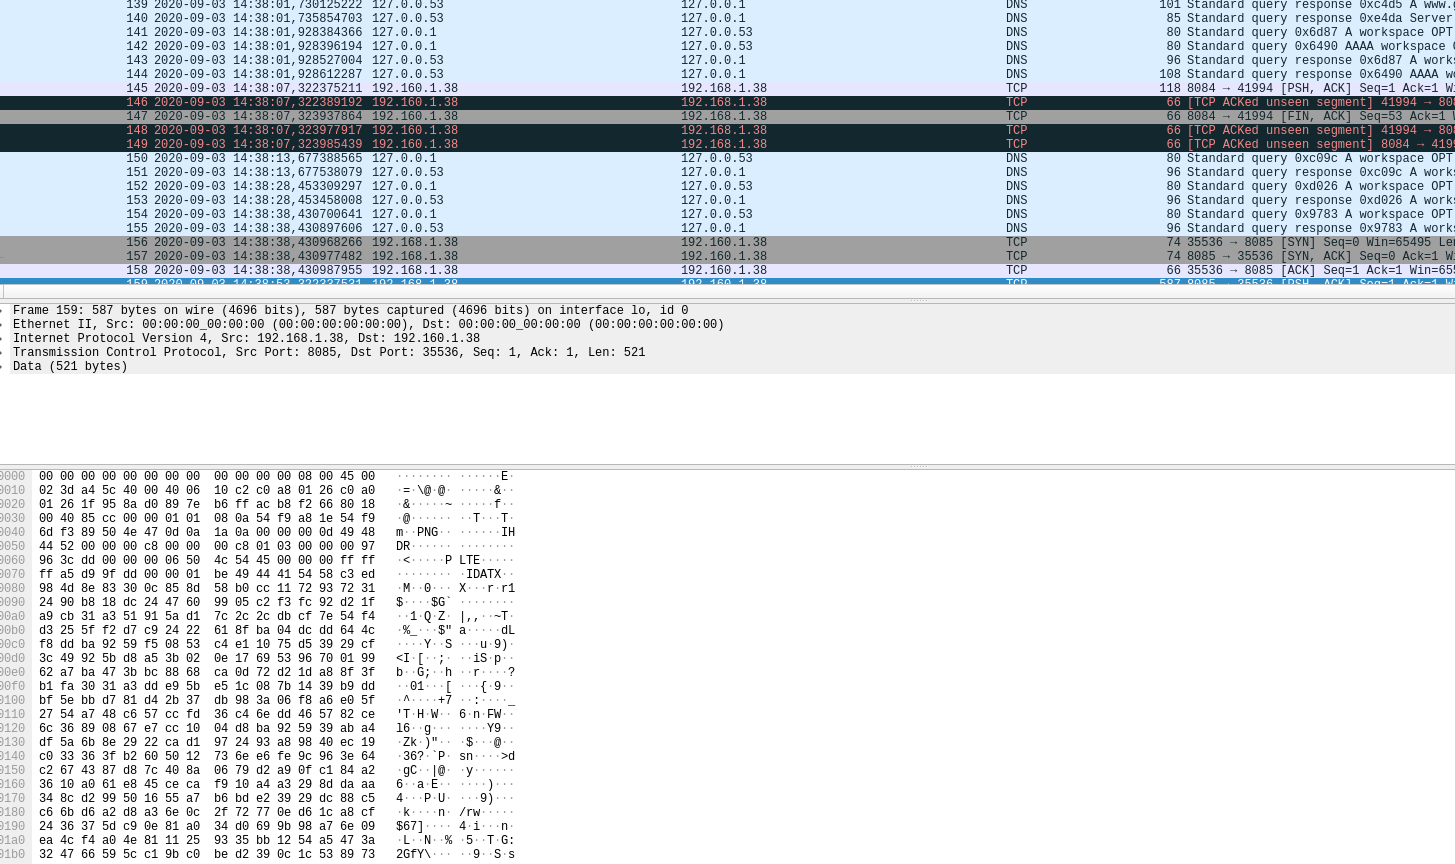 139 2020-09-03 14:38:01,730125222 127.0.0.53 127.0.0.1 DNS 101 Standard query response 0xc4d5 A www.g
140 2020-09-03 14:38:01,735854703 127.0.0.53 127.0.0.1 DNS 85 Standard query response 0xe4da Server
141 2020-09-03 14:38:01,928384366 127.0.0.1 127.0.0.53 DNS 80 Standard query 0x6d87 A workspace OPT
142 2020-09-03 14:38:01,928396194 127.0.0.1 127.0.0.53 DNS 80 Standard query 0x6490 AAAA workspace
143 2020-09-03 14:38:01,928527004 127.0.0.53 127.0.0.1 DNS 96 Standard query response 0x6d87 A works
144 2020-09-03 14:38:01,928612287 127.0.0.53 127.0.0.1 DNS 108 Standard query response 0x6490 AAAA wo
145 2020-09-03 14:38:07,322375211 192.160.1.38 192.168.1.38 TCP 118 8084 → 41994 [PSH, ACK] Seq=1 Ack=1 Wi
146 2020-09-03 14:38:07,322389192 192.160.1.38 192.168.1.38 TCP 66 [TCP ACKed unseen segment] 41994 → 80
147 2020-09-03 14:38:07,323937864 192.160.1.38 192.168.1.38 TCP 66 8084 → 41994 [FIN, ACK] Seq=53 Ack=1 W
148 2020-09-03 14:38:07,323977917 192.160.1.38 192.168.1.38 TCP 66 [TCP ACKed unseen segment] 41994 → 80
149 2020-09-03 14:38:07,323985439 192.160.1.38 192.168.1.38 TCP 66 [TCP ACKed unseen segment] 8084 → 4199
150 2020-09-03 14:38:13,677388565 127.0.0.1 127.0.0.53 DNS 80 Standard query 0xc09c A workspace OPT
151 2020-09-03 14:38:13,677538079 127.0.0.53 127.0.0.1 DNS 96 Standard query response 0xc09c A works
152 2020-09-03 14:38:28,453309297 127.0.0.1 127.0.0.53 DNS 80 Standard query 0xd026 A workspace OPT
153 2020-09-03 14:38:28,453458008 127.0.0.53 127.0.0.1 DNS 96 Standard query response 0xd026 A works
154 2020-09-03 14:38:38,430700641 127.0.0.1 127.0.0.53 DNS 80 Standard query 0x9783 A workspace OPT
155 2020-09-03 14:38:38,430897606 127.0.0.53 127.0.0.1 DNS 96 Standard query response 0x9783 A works
156 2020-09-03 14:38:38,430968266 192.168.1.38 192.160.1.38 TCP 74 35536 → 8085 [SYN] Seq=0 Win=65495 Len
157 2020-09-03 14:38:38,430977482 192.168.1.38 192.160.1.38 TCP 74 8085 → 35536 [SYN, ACK] Seq=0 Ack=1 Wi
158 2020-09-03 14:38:38,430987955 192.168.1.38 192.160.1.38 TCP 66 35536 → 8085 [ACK] Seq=1 Ack=1 Win=655
159 2020-09-03 14:38:53,322337531 192.168.1.38 192.160.1.38 TCP 587 8085 → 35536 [PSH, ACK] Seq=1 Ack=1 Wi
Frame 159: 587 bytes on wire (4696 bits), 587 bytes captured (4696 bits) on interface lo, id 0
Ethernet II, Src: 00:00:00_00:00:00 (00:00:00:00:00:00), Dst: 00:00:00_00:00:00 (00:00:00:00:00:00)
Internet Protocol Version 4, Src: 192.168.1.38, Dst: 192.160.1.38
Transmission Control Protocol, Src Port: 8085, Dst Port: 35536, Seq: 1, Ack: 1, Len: 521
Data (521 bytes)
0000 00 00 00 00 00 00 00 00 00 00 00 00 08 00 45 00 ········ ······E·
0010 02 3d a4 5c 40 00 40 06 10 c2 c0 a8 01 26 c0 a0 ·=·\@·@· ·····&··
0020 01 26 1f 95 8a d0 89 7e b6 ff ac b8 f2 66 80 18 ·&·····~ ·····f··
0030 00 40 85 cc 00 00 01 01 08 0a 54 f9 a8 1e 54 f9 ·@······ ··T···T·
0040 6d f3 89 50 4e 47 0d 0a 1a 0a 00 00 00 0d 49 48 m··PNG·· ······IH
0050 44 52 00 00 00 c8 00 00 00 c8 01 03 00 00 00 97 DR······ ········
0060 96 3c dd 00 00 00 06 50 4c 54 45 00 00 00 ff ff ·<·····P LTE·····
0070 ff a5 d9 9f dd 00 00 01 be 49 44 41 54 58 c3 ed ········ ·IDATX··
0080 98 4d 8e 83 30 0c 85 8d 58 b0 cc 11 72 93 72 31 ·M··0··· X···r·r1
0090 24 90 b8 18 dc 24 47 60 99 05 c2 f3 fc 92 d2 1f $····$G` ········
00a0 a9 cb 31 a3 51 91 5a d1 7c 2c 2c db cf 7e 54 f4 ··1·Q·Z· |,,··~T·
00b0 d3 25 5f f2 d7 c9 24 22 61 8f ba 04 dc dd 64 4c ·%_···$" a·····dL
00c0 f8 dd ba 92 59 f5 08 53 c4 e1 10 75 d5 39 29 cf ····Y··S ···u·9)·
00d0 3c 49 92 5b d8 a5 3b 02 0e 17 69 53 96 70 01 99 <I·[··;· ··iS·p··
00e0 62 a7 ba 47 3b bc 88 68 ca 0d 72 d2 1d a8 8f 3f b··G;··h ··r····?
00f0 b1 fa 30 31 a3 dd e9 5b e5 1c 08 7b 14 39 b9 dd ··01···[ ···{·9··
0100 bf 5e bb d7 81 d4 2b 37 db 98 3a 06 f8 a6 e0 5f ·^····+7 ··:····_
0110 27 54 a7 48 c6 57 cc fd 36 c4 6e dd 46 57 82 ce 'T·H·W·· 6·n·FW··
0120 6c 36 89 08 67 e7 cc 10 04 d8 ba 92 59 39 ab a4 l6··g··· ····Y9··
0130 df 5a 6b 8e 29 22 ca d1 97 24 93 a8 98 40 ec 19 ·Zk·)"·· ·$···@··
0140 c0 33 36 3f b2 60 50 12 73 6e e6 fe 9c 96 3e 64 ·36?·`P· sn····>d
0150 c2 67 43 87 d8 7c 40 8a 06 79 d2 a9 0f c1 84 a2 ·gC··|@· ·y······
0160 36 10 a0 61 e8 45 ce ca f9 10 a4 a3 29 8d da aa 6··a·E·· ····)···
0170 34 8c d2 99 50 16 55 a7 b6 bd e2 39 29 dc 88 c5 4···P·U· ···9)···
0180 c6 6b d6 a2 d8 a3 6e 0c 2f 72 77 0e d6 1c a8 cf ·k····n· /rw·····
0190 24 36 37 5d c9 0e 81 a0 34 d0 69 9b 98 a7 6e 09 $67]···· 4·i···n·
01a0 ea 4c f4 a0 4e 81 11 25 93 35 bb 12 54 a5 47 3a ·L··N··% ·5··T·G:
01b0 32 47 66 59 5c c1 9b c0 be d2 39 0c 1c 53 89 73 2GfY\··· ··9··S·s